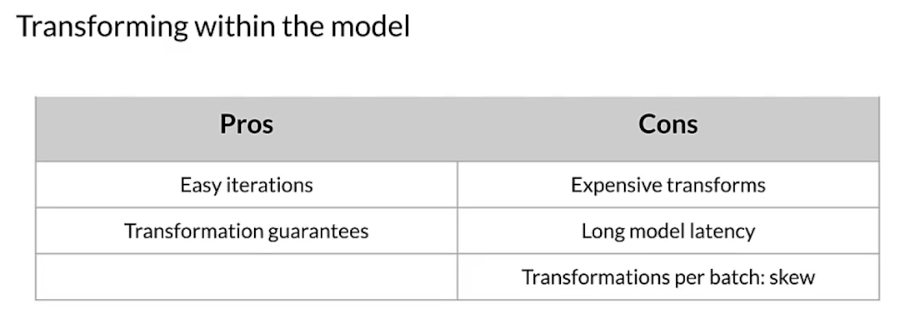 Transforming within the model
Pros Cons
Easy iterations Expensive transforms
Transformation guarantees Long model latency
Transformations per batch: skew